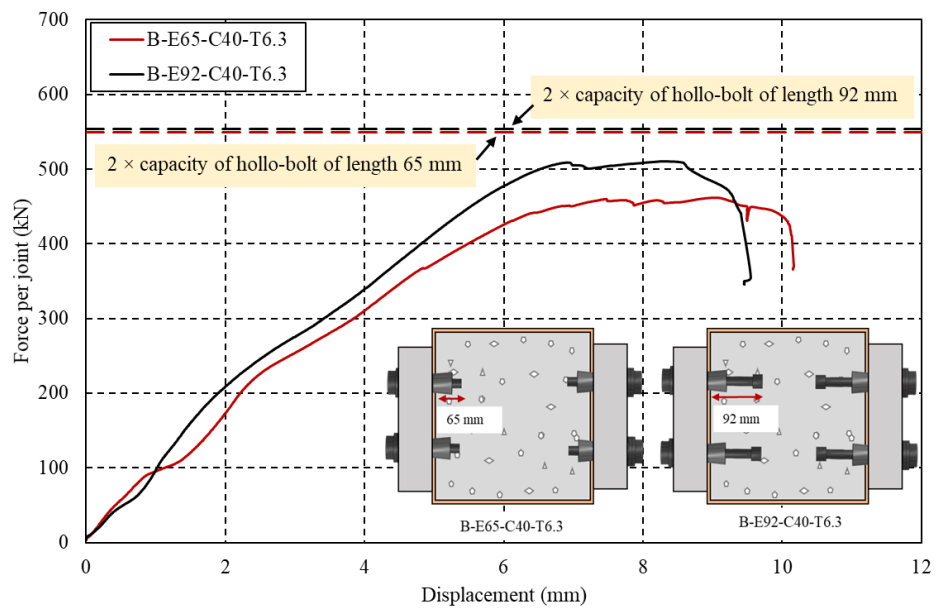 700
600
500
400
300
200
100
0
Force per joint (kN)
B-E65-C40-T6.3
B-E92-C40-T6.3
2 × capacity of hollo-bolt of length 92 mm
2 × capacity of hollo-bolt of length 65 mm
65 mm
92 mm
B-E65-C40-T6.3
B-E92-C40-T6.3
0
2
4
6
8
10
12
Displacement (mm)